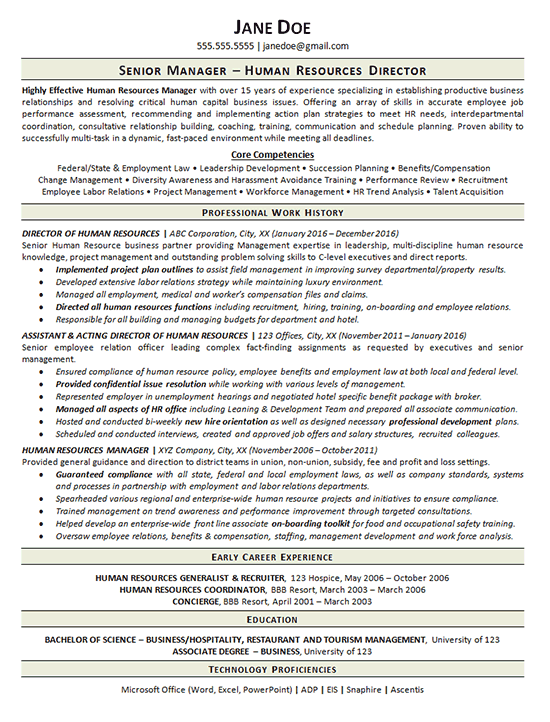 JANE DOE
555.555.5555 | janedoe@gmail.com
SENIOR MANAGER – HUMAN RESOURCES DIRECTOR
Highly Effective Human Resources Manager with over 15 years of experience specializing in establishing productive business
relationships and resolving critical human capital business issues. Offering an array of skills in accurate employee job
performance assessment, recommending and implementing action plan strategies to meet HR needs, interdepartmental
coordination, consultative relationship building, coaching, training, communication and schedule planning. Proven ability to
successfully multitask in a dynamic, fast-paced environment while meeting all deadlines.
Core Competencies
Federal/State & Employment Law • Leadership Development • Succession Planning • Benefits/Compensation
Change Management • Diversity Awareness and Harassment Avoidance Training • Performance Review • Recruitment
Employee Labor Relations • Project Management • Workforce Management • HR Trend Analysis • Talent Acquisition
PROFESSIONAL WORK HISTORY
DIRECTOR OF HUMAN RESOURCES | ABC Corporation, City, XX (January 2016 – December 2016)
Senior Human Resource business partner providing Management expertise in leadership, multi-discipline human resource
knowledge, project management and outstanding problem solving skills to C-level executives and direct reports.
• Implemented project plan outlines to assist field management in improving survey departmental/property results.
• Developed extensive labor relations strategy while maintaining luxury environment.
• Managed all employment, medical and worker's compensation files and claims.
• Directed all human resources functions including recruitment, hiring, training, on-boarding and employee relations.
• Responsible for all building and managing budgets for department and hotel.
ASSISTANT & ACTING DIRECTOR OF HUMAN RESOURCES | 123 Offices, City, XX (November 2011 – January 2016)
Senior employee relation officer leading complex fact-finding assignments as requested by executives and senior
management.
• Ensured compliance of human resource policy, employee benefits and employment law as well as company standards.
• Provided confidential issue resolution while working with various levels of management.
• Represented employer in unemployment hearings and negotiated hotel specific benefit package with broker.
• Managed all aspects of HR office including Leaning & Development Team and prepared all associate communication.
• Hosted and conducted bi-weekly new hire orientation as well as designed necessary professional development plans.
• Scheduled and conducted interviews, created and approved job offers and salary structures, recruited colleagues.
HUMAN RESOURCES MANAGER | XYZ Company, City, XX (November 2006 – October 2011)
Provided general guidance and direction to district teams in union, non-union, subsidy, fee and profit and loss settings.
• Guaranteed compliance with all state, federal and local employment laws, as well as company standards, systems
and processes in partnership with employment and labor relations departments.
• Spearheaded various regional and enterprise-wide human resource projects and initiatives to ensure compliance.
• Trained management on trend awareness and performance improvement through targeted consultations.
• Helped develop an enterprise-wide front line associate on-boarding toolkit for food and occupational safety training.
• Oversaw employee benefits, relations, staffing support, management development and work force analysis.
EARLY CAREER EXPERIENCE
HUMAN RESOURCES GENERALIST & RECRUITER, 123 Hospice, May 2006 – October 2006
HUMAN RESOURCES COORDINATOR, BBB Resort, March 2003 – March 2006
CONCIERGE, BBB Resort, April 2001 – March 2003
EDUCATION
BACHELOR OF SCIENCE – BUSINESS/HOSPITALITY, RESTAURANT AND TOURISM MANAGEMENT, University of 123
ASSOCIATE DEGREE – BUSINESS, University of 123
TECHNOLOGY PROFICIENCIES
Microsoft Office (Word, Excel, PowerPoint) | ADP | EIS | Snaphire | Ascentis